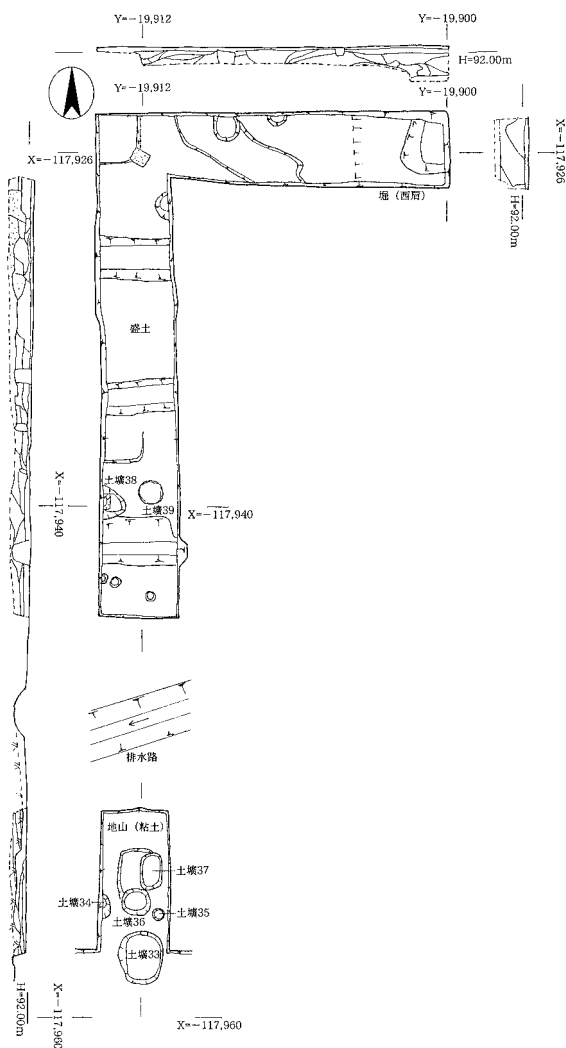 Y=-19,912
Y=-19,900
H=92.00m
Y=-19,912
Y=-19,900
X=-117,926
X=-117,926
H=92.00m
堀（西肩）
盛土
土壙38
土壙39
X=-117,940
X=-117,940
排水路
地山（粘土）
土壙37
土壙34
土壙35
土壙36
土壙33
H=92.00m
X=-117,960
X=-117,960